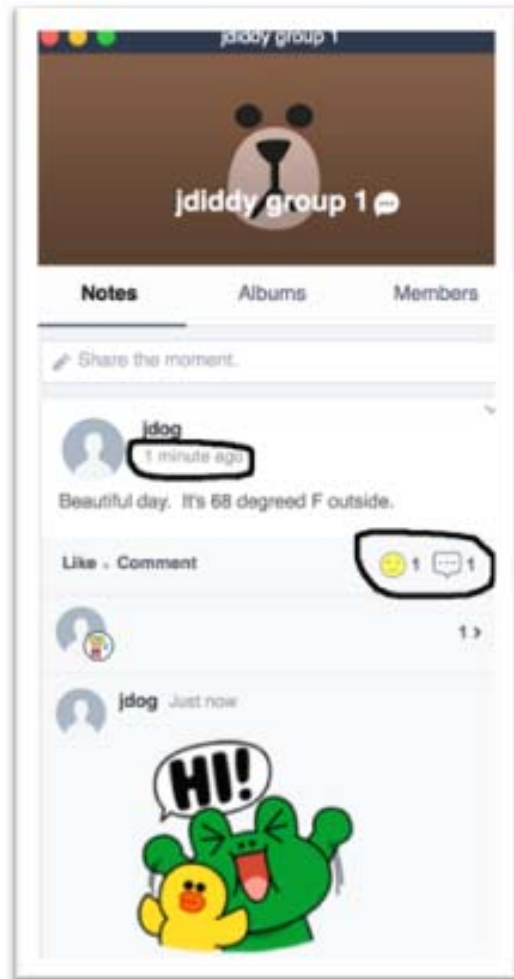 jdiddy group 1
jdiddy group 1
Notes Albums Members
Share the moment.
jdog
1 minute ago
Beautiful day. It's 68 degreed F outside.
Like . Comment 1 1
1 >
jdog Just now
HI!